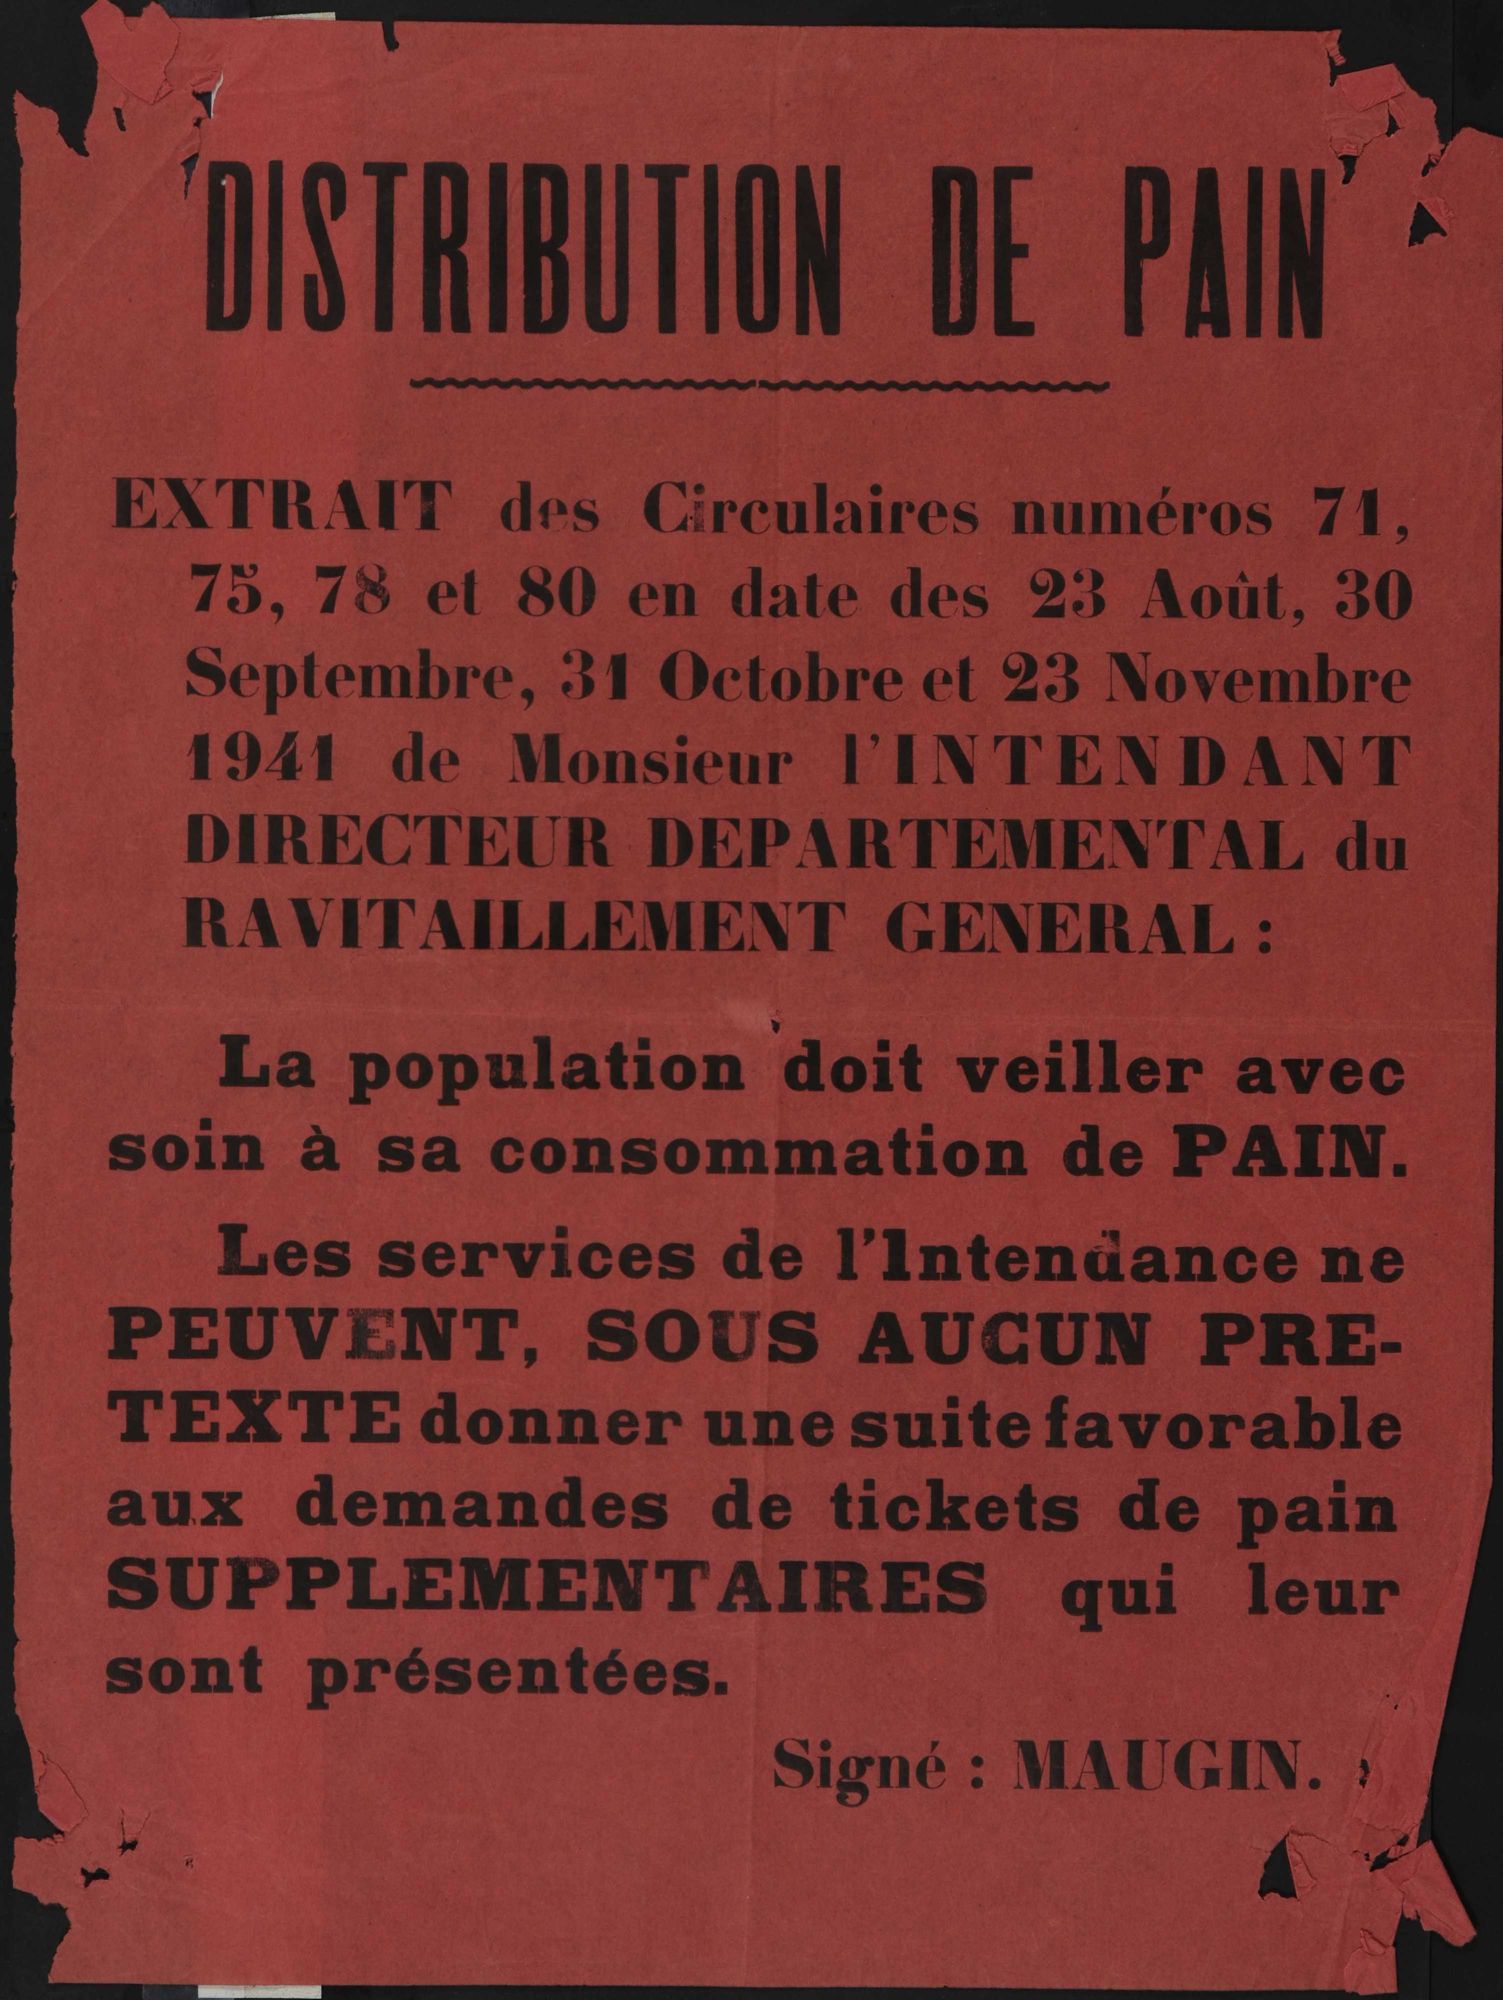 DISTRIBUTION DE PAIN
EXTRAIT des Circulaires numéros 71,
75, 78 et 80 en date des 23 Août, 30
Septembre, 31 Octobre et 23 Novembre
1941 de Monsieur l'INTENDANT
DIRECTEUR DEPARTEMENTAL du
RAVITAILLEMENT GENERAL :
La population doit veiller avec
soin à sa consommation de PAIN.
Les services de l'Intendance ne
PEUVENT, SOUS AUCUN PRE-
TEXTE donner une suite favorable
aux demandes de tickets de pain
SUPPLEMENTAIRES qui leur
sont présentées.
Signé : MAUGIN.